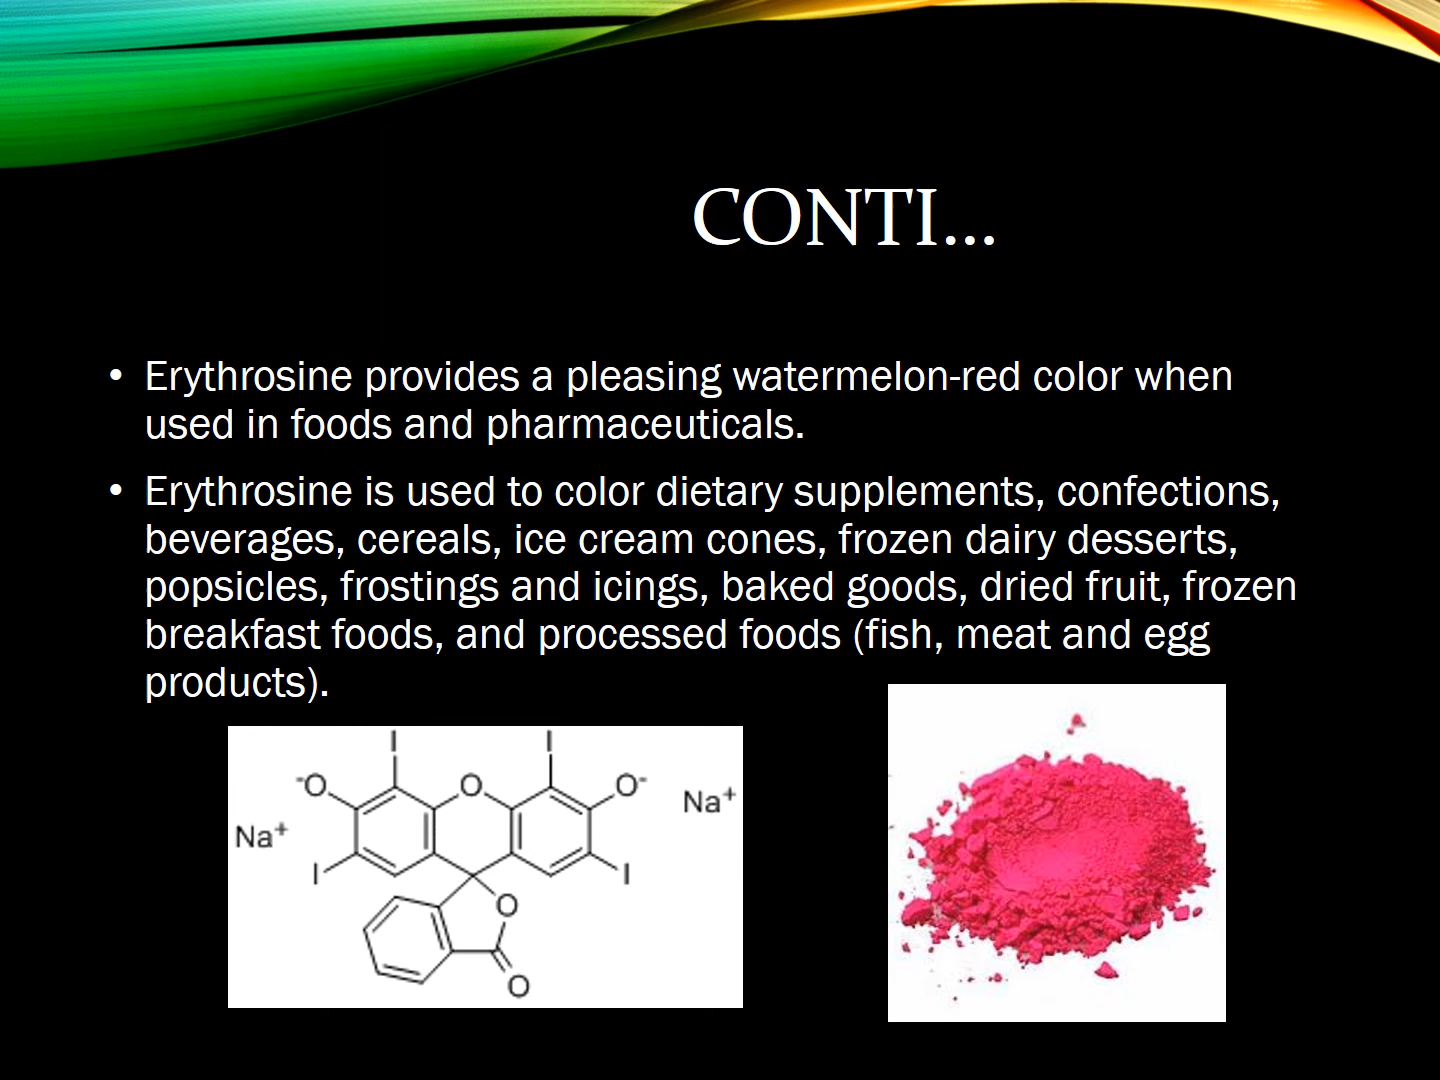 CONTI...
• Erythrosine provides a pleasing watermelon-red color when
used in foods and pharmaceuticals.
• Erythrosine is used to color dietary supplements, confections,
beverages, cereals, ice cream cones, frozen dairy desserts,
popsicles, frostings and icings, baked goods, dried fruit, frozen
breakfast foods, and processed foods (fish, meat and egg
products).
I I
-O O O-
Na+
Na+
I I
O
O